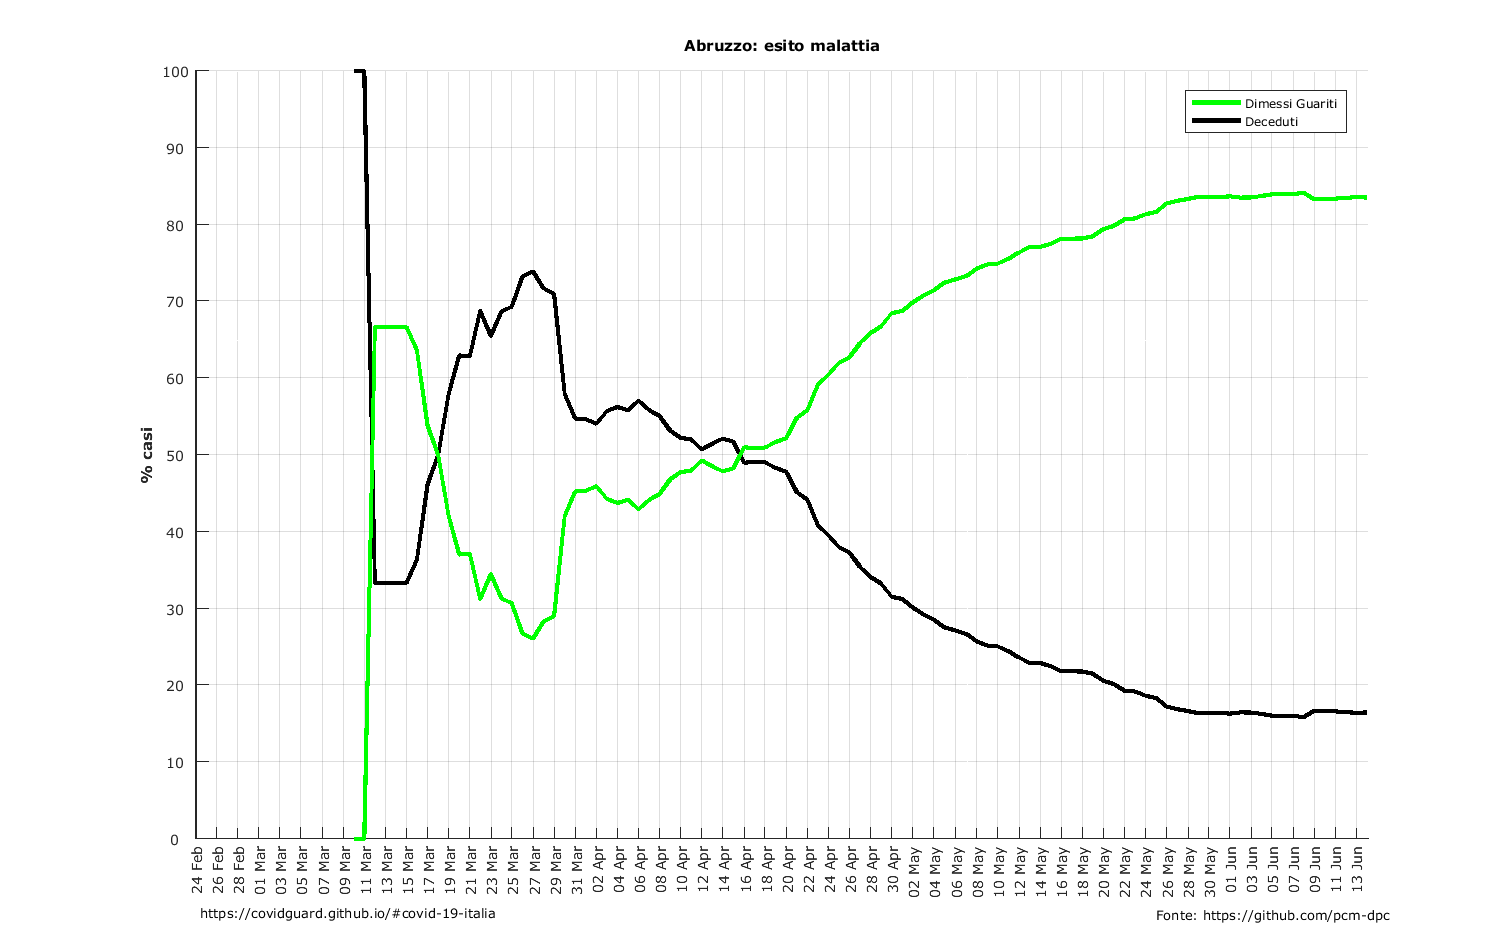 Abruzzo: esito malattia
Dimessi Guariti
Deceduti
100
90
80
70
60
50
40
30
20
10
0
% casi
24 Feb
26 Feb
28 Feb
01 Mar
03 Mar
05 Mar
07 Mar
09 Mar
11 Mar
13 Mar
15 Mar
17 Mar
19 Mar
21 Mar
23 Mar
25 Mar
27 Mar
29 Mar
31 Mar
02 Apr
04 Apr
06 Apr
08 Apr
10 Apr
12 Apr
14 Apr
16 Apr
18 Apr
20 Apr
22 Apr
24 Apr
26 Apr
28 Apr
30 Apr
02 May
04 May
06 May
08 May
10 May
12 May
14 May
16 May
18 May
20 May
22 May
24 May
26 May
28 May
30 May
01 Jun
03 Jun
05 Jun
07 Jun
09 Jun
11 Jun
13 Jun
https://covidguard.github.io/#covid-19-italia
Fonte: https://github.com/pcm-dpc